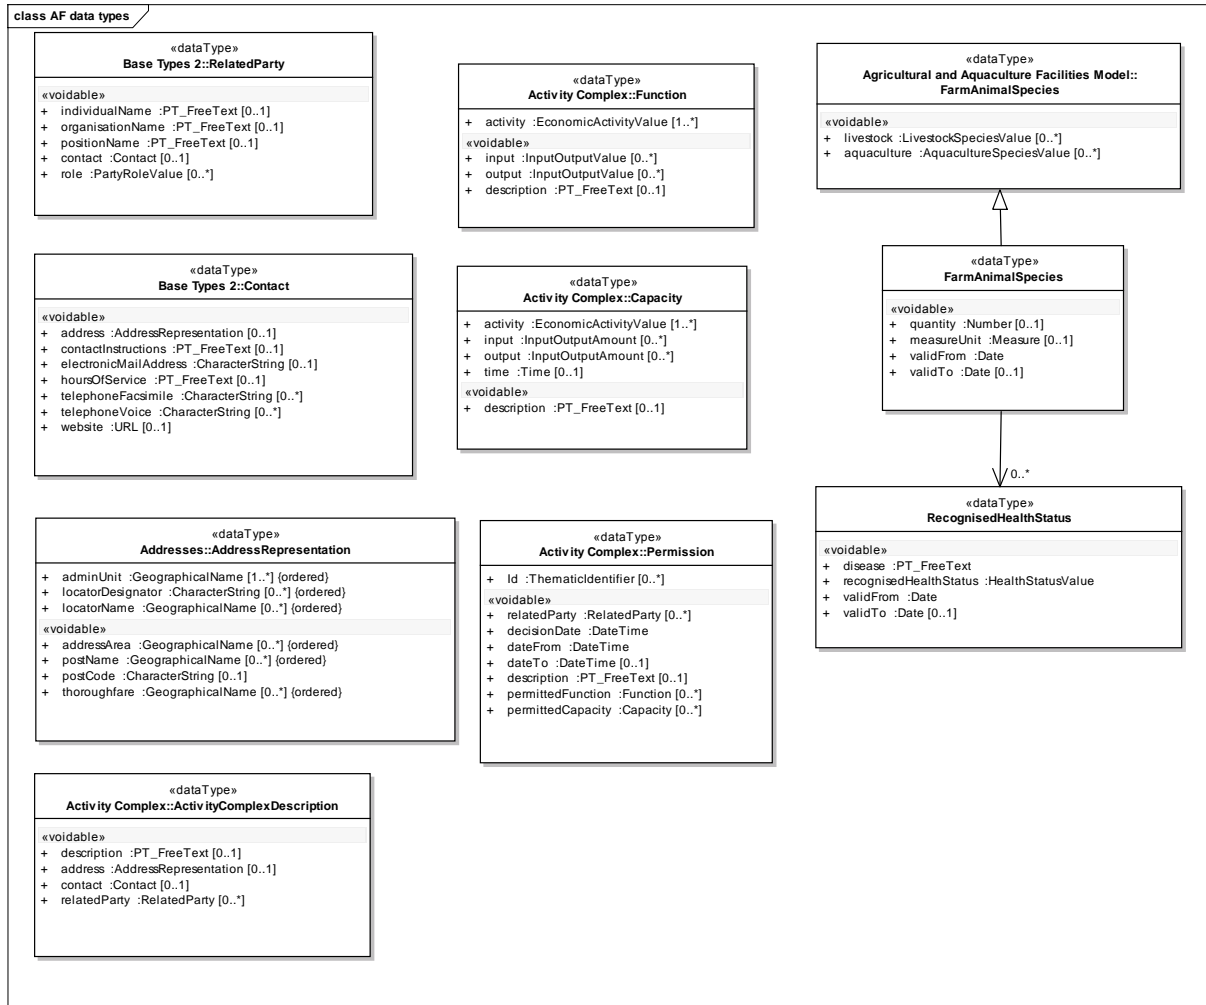 class AF data types
«dataType»
Base Types 2::RelatedParty
«voidable»
+ individualName :PT_FreeText [0..1]
+ organisationName :PT_FreeText [0..1]
+ positionName :PT_FreeText [0..1]
+ contact :Contact [0..1]
+ role :PartyRoleValue [0..*]
«dataType»
Activity Complex::Function
+ activity :EconomicActivityValue [1..*]
«voidable»
+ input :InputOutputValue [0..*]
+ output :InputOutputValue [0..*]
+ description :PT_FreeText [0..1]
«dataType»
Agricultural and Aquaculture Facilities Model::
FarmAnimalSpecies
«voidable»
+ livestock :LivestockSpeciesValue [0..*]
+ aquaculture :AquacultureSpeciesValue [0..*]
«dataType»
Base Types 2::Contact
«voidable»
+ address :AddressRepresentation [0..1]
+ contactInstructions :PT_FreeText [0..1]
+ electronicMailAddress :CharacterString [0..1]
+ hoursOfService :PT_FreeText [0..1]
+ telephoneFacsimile :CharacterString [0..*]
+ telephoneVoice :CharacterString [0..*]
+ website :URL [0..1]
«dataType»
Activity Complex::Capacity
+ activity :EconomicActivityValue [1..*]
+ input :InputOutputAmount [0..*]
+ output :InputOutputAmount [0..*]
+ time :Time [0..1]
«voidable»
+ description :PT_FreeText [0..1]
«dataType»
FarmAnimalSpecies
«voidable»
+ quantity :Number [0..1]
+ measureUnit :Measure [0..1]
+ validFrom :Date
+ validTo :Date [0..1]
0..*
«dataType»
RecognisedHealthStatus
«voidable»
+ disease :PT_FreeText
+ recognisedHealthStatus :HealthStatusValue
+ validFrom :Date
+ validTo :Date [0..1]
«dataType»
Addresses::AddressRepresentation
+ adminUnit :GeographicalName [1..*] {ordered}
+ locatorDesignator :CharacterString [0..*] {ordered}
+ locatorName :GeographicalName [0..*] {ordered}
«voidable»
+ addressArea :GeographicalName [0..*] {ordered}
+ postName :GeographicalName [0..*] {ordered}
+ postCode :CharacterString [0..1]
+ thoroughfare :GeographicalName [0..*] {ordered}
«dataType»
Activity Complex::Permission
+ Id :ThematicIdentifier [0..*]
«voidable»
+ relatedParty :RelatedParty [0..*]
+ decisionDate :DateTime
+ dateFrom :DateTime
+ dateTo :DateTime [0..1]
+ description :PT_FreeText [0..1]
+ permittedFunction :Function [0..*]
+ permittedCapacity :Capacity [0..*]
«dataType»
Activity Complex::ActivityComplexDescription
«voidable»
+ description :PT_FreeText [0..1]
+ address :AddressRepresentation [0..1]
+ contact :Contact [0..1]
+ relatedParty :RelatedParty [0..*]